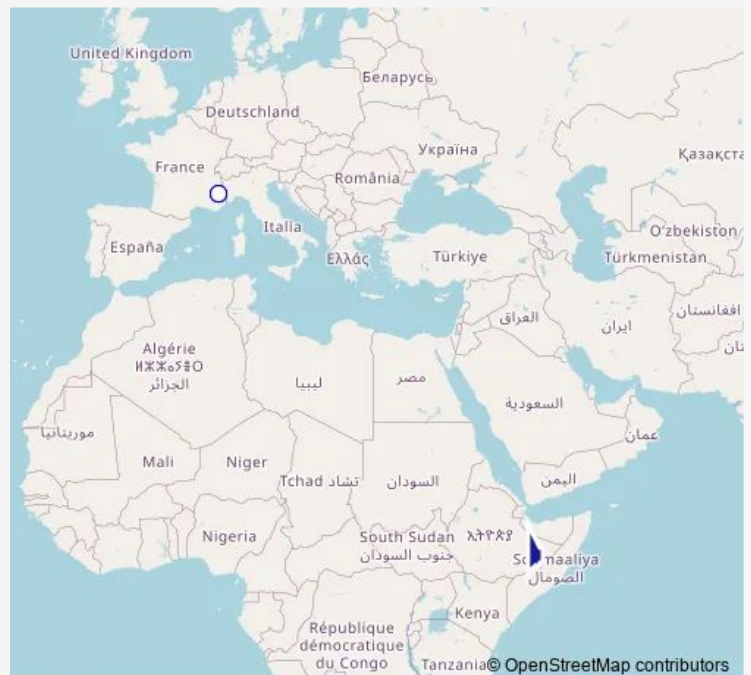 United Kingdom
Беларусь
Deutschland
Україна
France
Қазақста
România
Italia
O'zbekiston
España
Ελλάς
Türkiye
Türkmenistan
افغانستان
العراق
ایران
Algérie
ⵍⵣⵣⴰⵢⴻⵔ
الجزائر
ليبيا
مصر
السعودية
عمان
موريتانيا
Mali
Niger
Tchad تشاد
السودان
اليمن
Nigeria
South Sudan
جنوب السودان
ኢትዮጵያ
الصومال
Kenya
République
démocratique
du Congo
Tanzania
© OpenStreetMap contributors